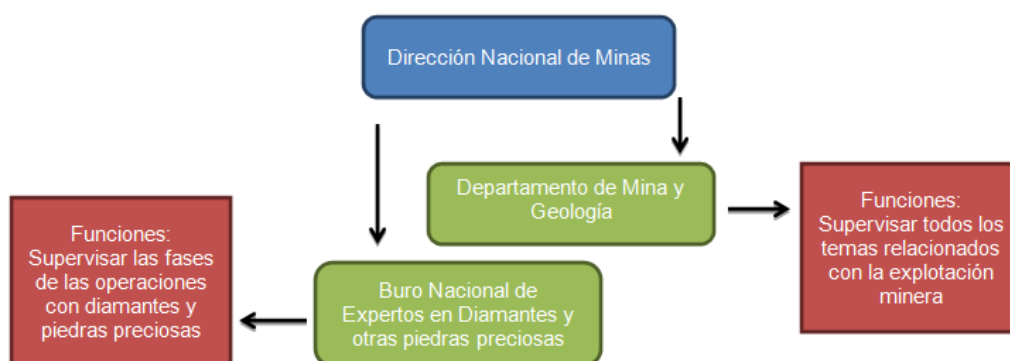 Dirección Nacional de Minas
Departamento de Mina y
Geología
Funciones:
Supervisar todos los
temas relacionados
con la explotación
minera
Funciones:
Supervisar las fases
de las operaciones
con diamantes y
piedras preciosas
Buro Nacional de
Expertos en Diamantes y
otras piedras preciosas